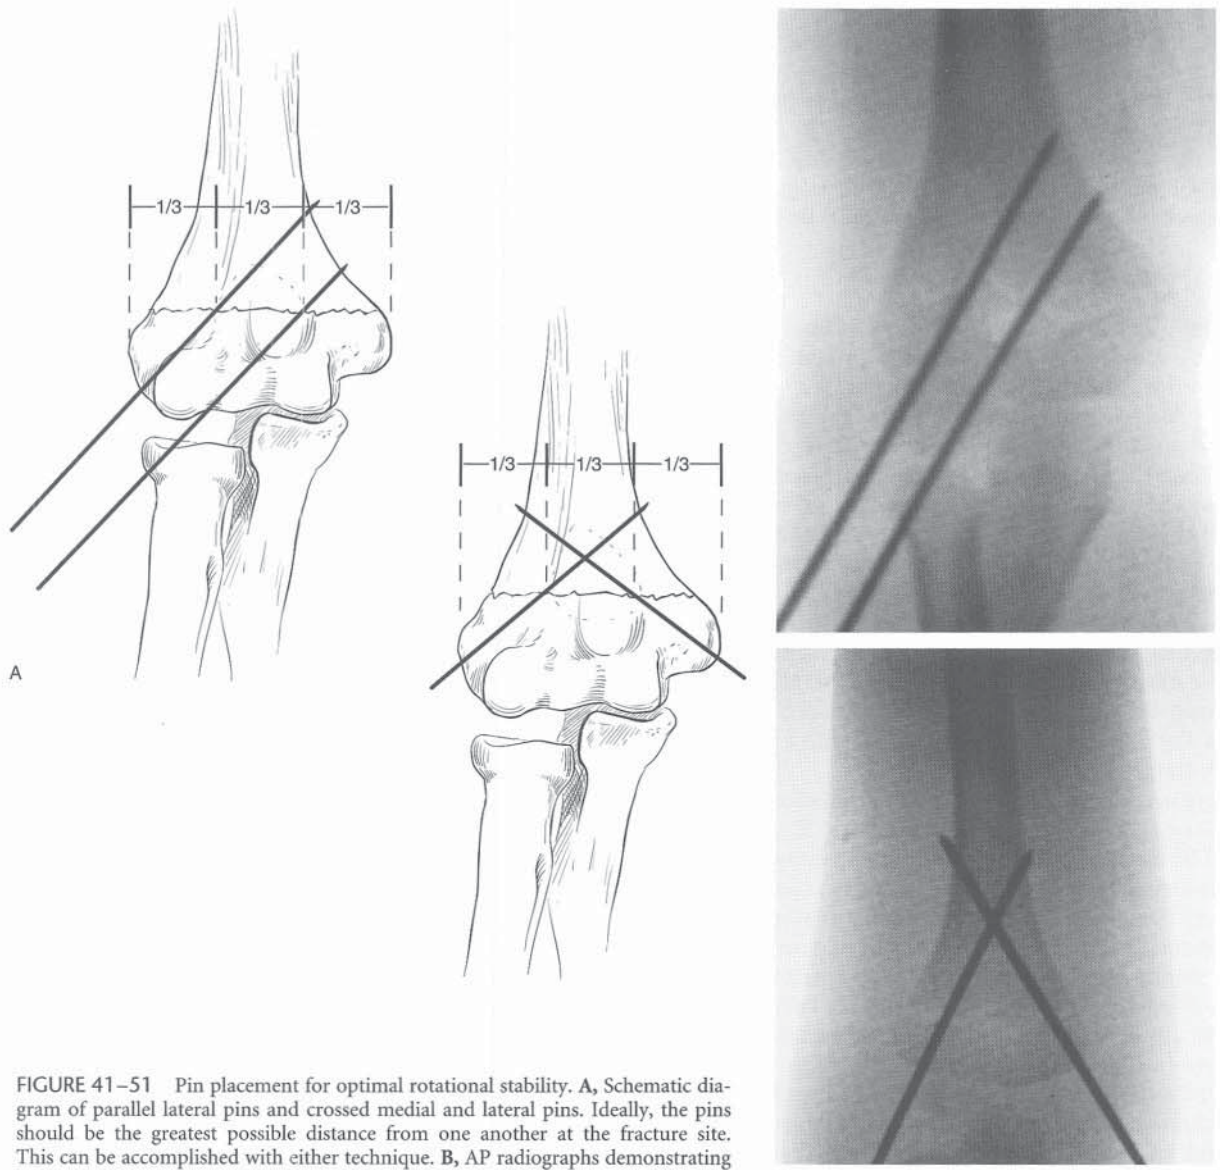 1/3 1/3 1/3
1/3 1/3 1/3
A
FIGURE 41–51 Pin placement for optimal rotational stability. A, Schematic dia-
gram of parallel lateral pins and crossed medial and lateral pins. Ideally, the pins
should be the greatest possible distance from one another at the fracture site.
This can be accomplished with either technique. B, AP radiographs demonstrating